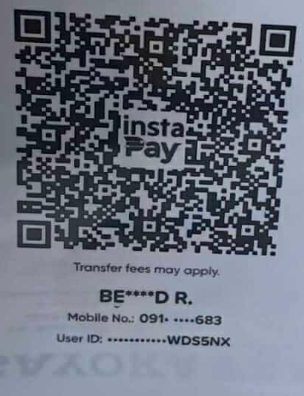 insta
Pay
Transfer fees may apply.
BE****D R.
Mobile No.: 091• ••••683
User ID: •••••••••••WDS5NX